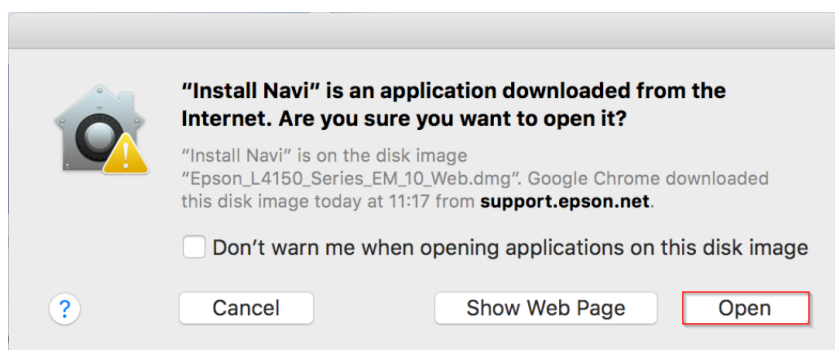 “Install Navi” is an application downloaded from the
Internet. Are you sure you want to open it?
“Install Navi” is on the disk image
“Epson_L4150_Series_EM_10_Web.dmg”. Google Chrome downloaded
this disk image today at 11:17 from support.epson.net.
Don’t warn me when opening applications on this disk image
? Cancel Show Web Page Open